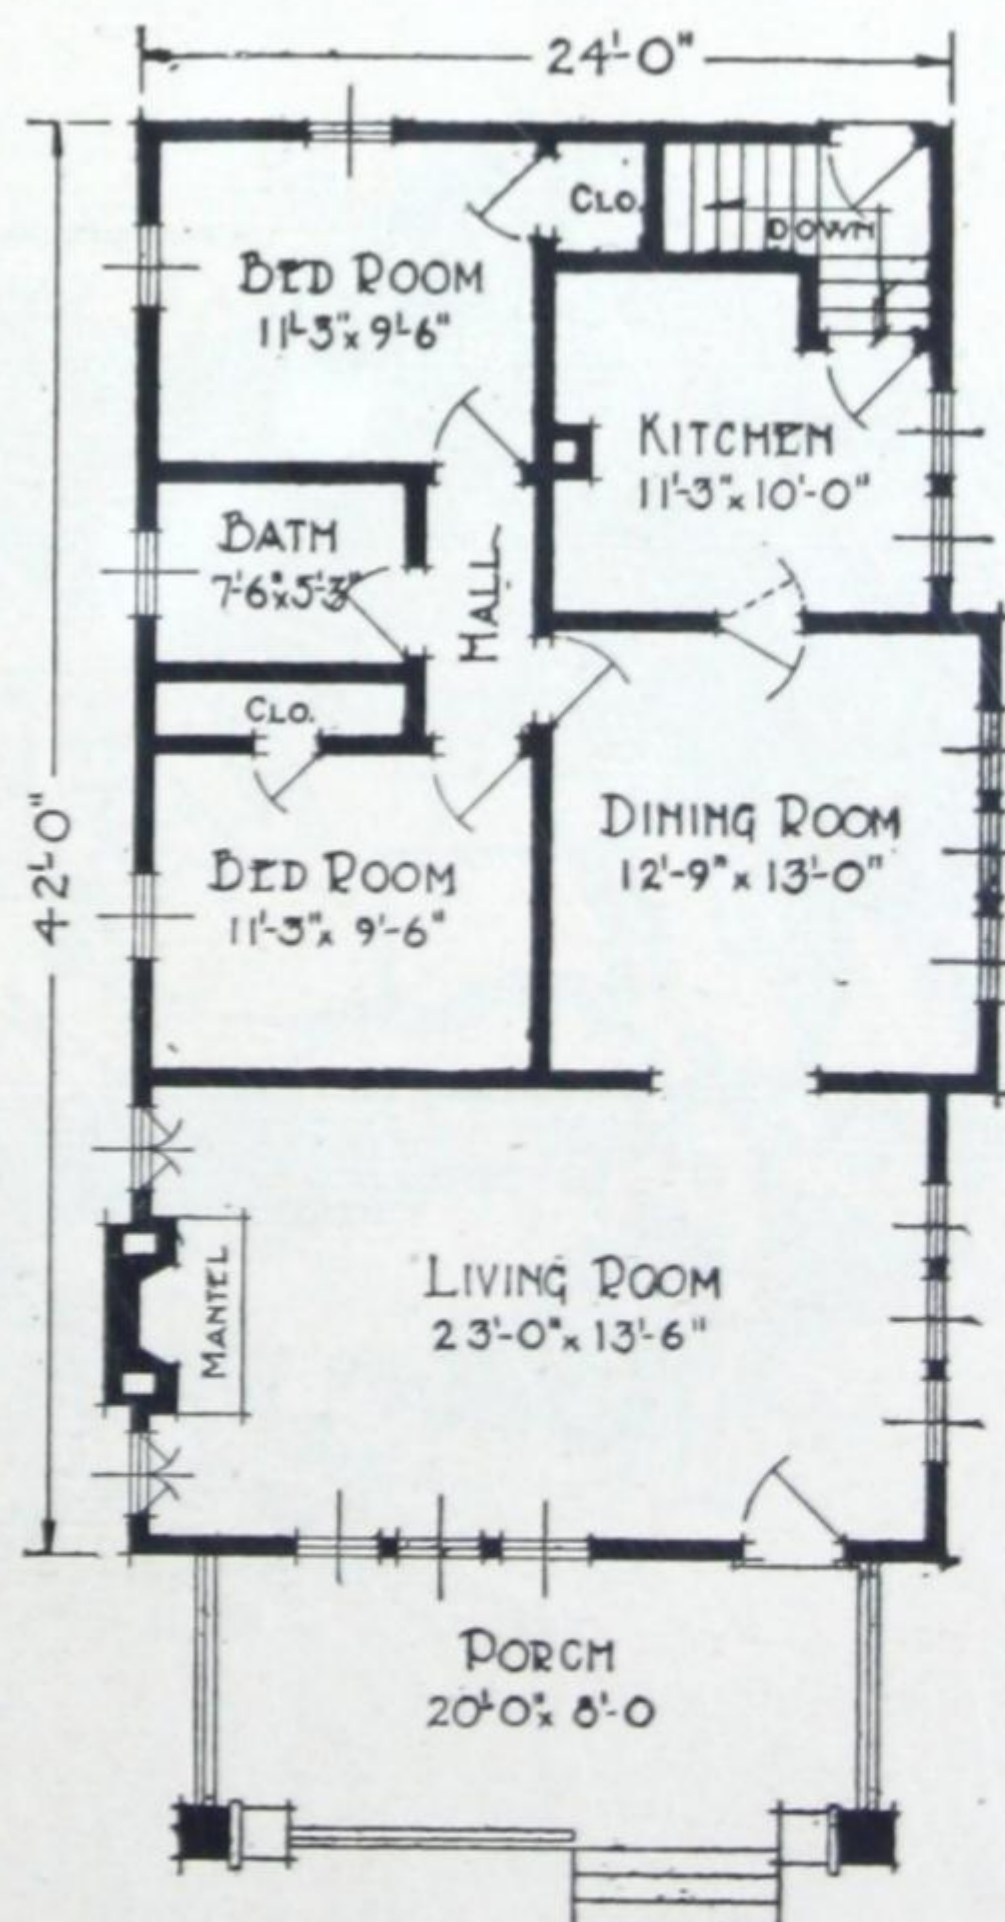 24'-0"
CLO.
DOWN
BED ROOM
11'-3" x 9'-6"
KITCHEN
11'-3" x 10'-0"
BATH
7'-6" x 5'-3"
HALL
CLO.
DINING ROOM
12'-9" x 13'-0"
42'-0"
BED ROOM
11'-3" x 9'-6"
LIVING ROOM
23'-0" x 13'-6"
MANTEL
PORCH
20'-0" x 8'-0